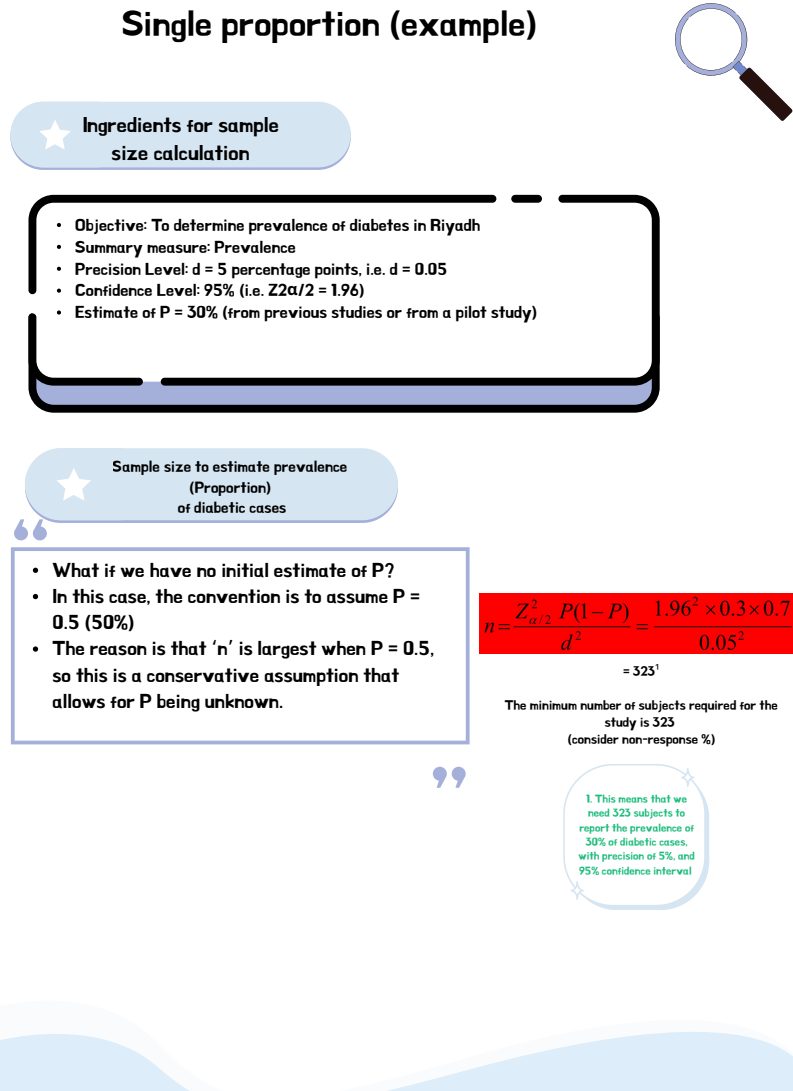 Single proportion (example)
Ingredients for sample
size calculation
• Objective: To determine prevalence of diabetes in Riyadh
• Summary measure: Prevalence
• Precision Level: d = 5 percentage points, i.e. d = 0.05
• Confidence Level: 95% (i.e. Z2α/2 = 1.96)
• Estimate of P = 30% (from previous studies or from a pilot study)
Sample size to estimate prevalence
(Proportion)
of diabetic cases
• What if we have no initial estimate of P?
• In this case, the convention is to assume P =
0.5 (50%)
• The reason is that ‘n’ is largest when P = 0.5,
so this is a conservative assumption that
allows for P being unknown.
n = Z²α/2 P(1−P) / d² = 1.96² ×0.3×0.7 / 0.05²
= 323¹
The minimum number of subjects required for the
study is 323
(consider non-response %)
1. This means that we
need 323 subjects to
report the prevalence of
30% of diabetic cases,
with precision of 5%, and
95% confidence interval